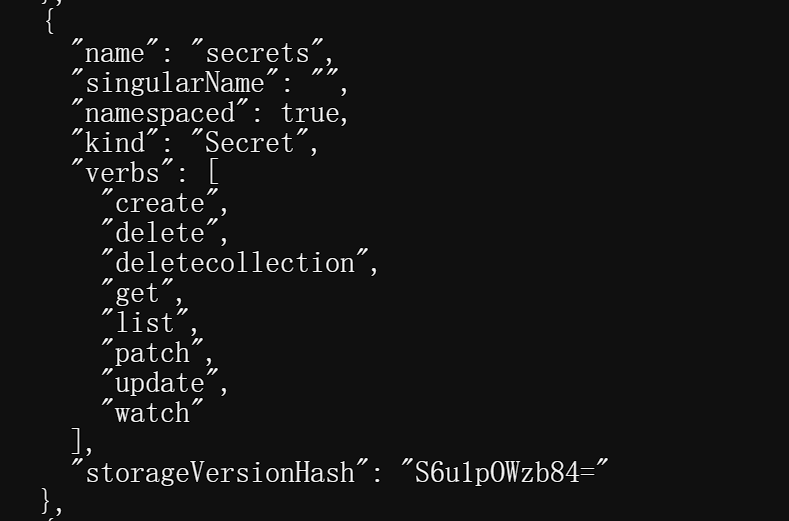 },
{
"name": "secrets",
"singularName": "",
"namespaced": true,
"kind": "Secret",
"verbs": [
"create",
"delete",
"deletecollection",
"get",
"list",
"patch",
"update",
"watch"
],
"storageVersionHash": "S6u1pOWzb84="
},
{